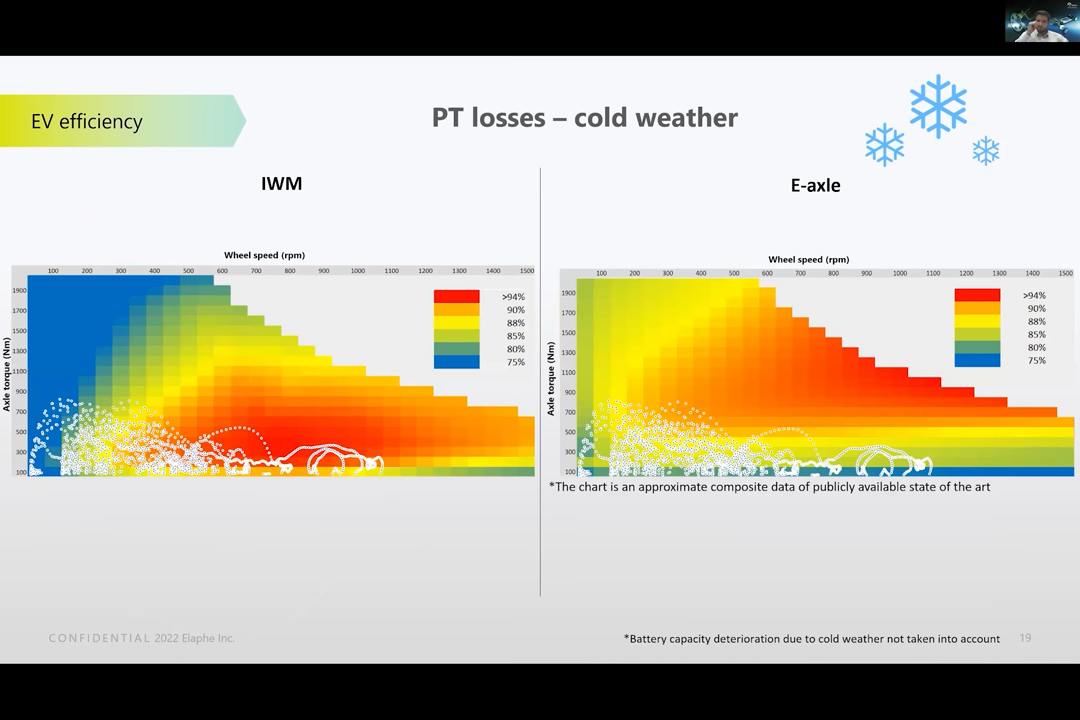 EV efficiency
PT losses – cold weather
IWM
E-axle
Wheel speed (rpm)
100 200 300 400 500 600 700 800 900 1000 1100 1200 1300 1400 1500
Axle torque (Nm)
1900
1700
1500
1300
1100
900
700
500
300
100
>94%
90%
88%
85%
80%
75%
Wheel speed (rpm)
100 200 300 400 500 600 700 800 900 1000 1100 1200 1300 1400 1500
Axle torque (Nm)
1900
1700
1500
1300
1100
900
700
500
300
100
>94%
90%
88%
85%
80%
75%
*The chart is an approximate composite data of publicly available state of the art
CONFIDENTIAL 2022 Elaphe Inc.
*Battery capacity deterioration due to cold weather not taken into account
19